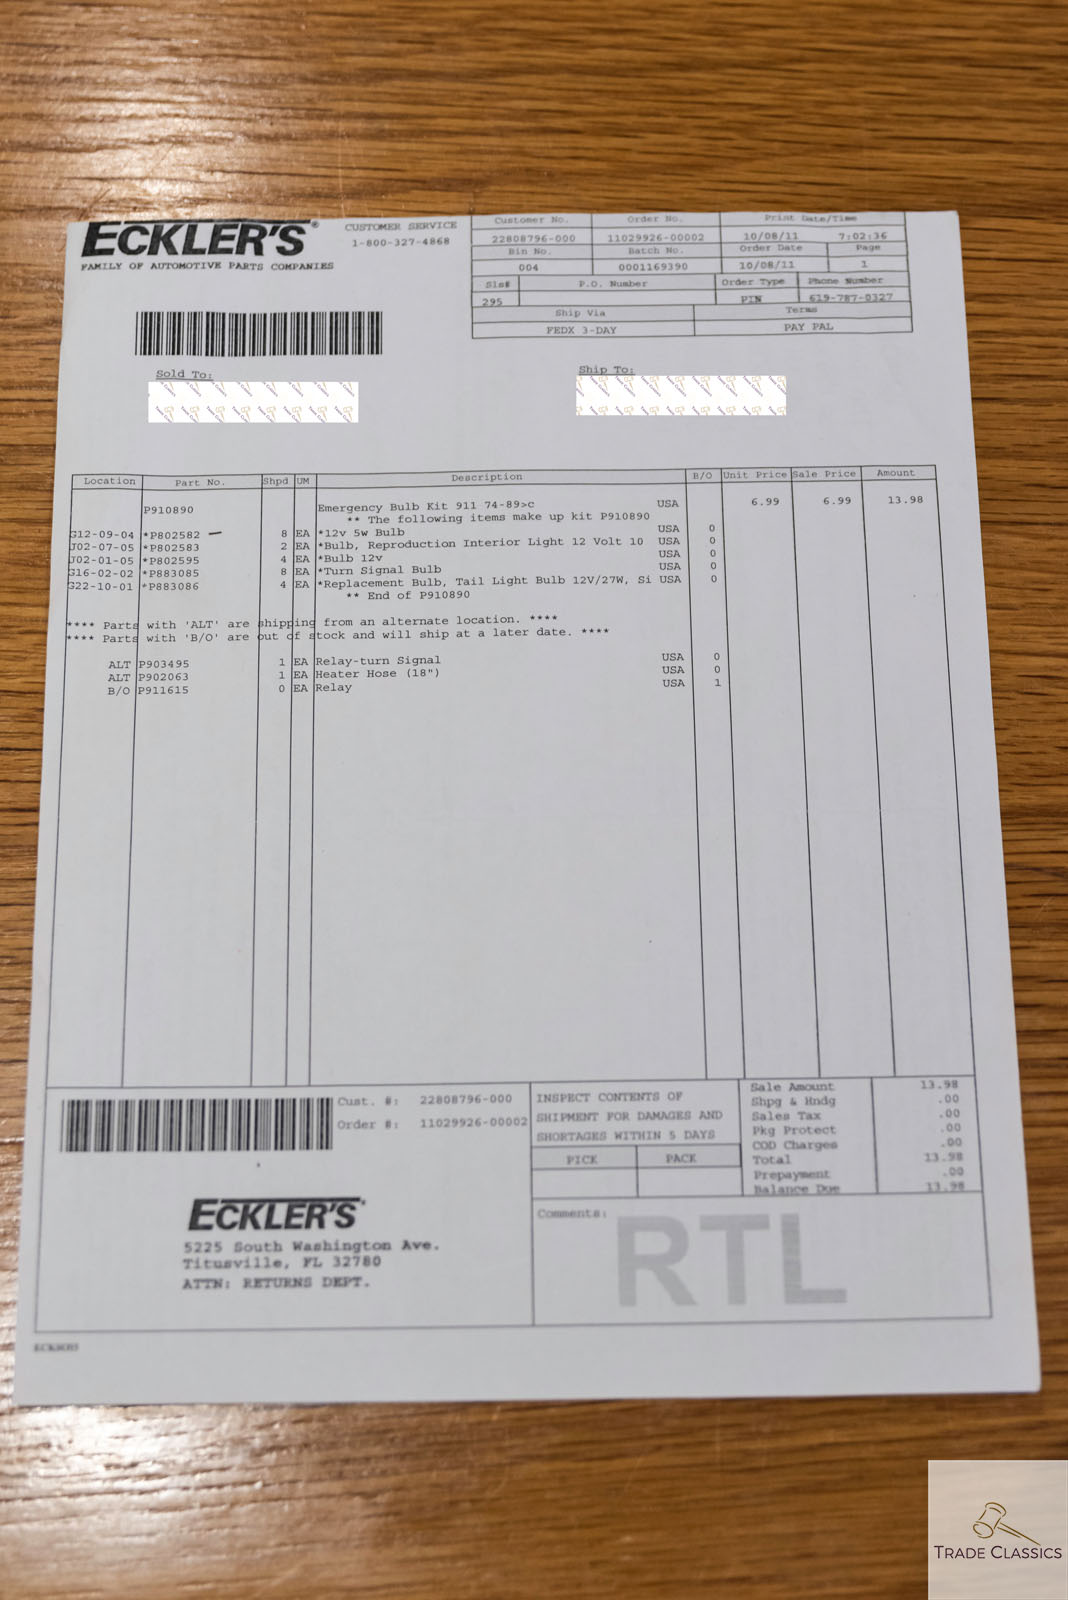 ECKLER'S®
FAMILY OF AUTOMOTIVE PARTS COMPANIES
CUSTOMER SERVICE
1-800-327-4868
Customer No. Order No. Print Date/Time
22808796-000 11029926-00002 10/08/11 7:02:36
Bin No. Batch No. Order Date Page
004 0001169390 10/08/11 1
Sls# P.O. Number Order Type Phone Number
295 PIN 619-787-0327
Ship Via Terms
FEDX 3-DAY PAY PAL
Sold To: Ship To:
Location Part No. Shpd UM Description B/O Unit Price Sale Price Amount
P910890 Emergency Bulb Kit 911 74-89>c USA 6.99 6.99 13.98
** The following items make up kit P910890
G12-09-04 *P802582 8 EA *12v 5w Bulb USA 0
J02-07-05 *P802583 2 EA *Bulb, Reproduction Interior Light 12 Volt 10 USA 0
J02-01-05 *P802595 4 EA *Bulb 12v USA 0
G16-02-02 *P883085 8 EA *Turn Signal Bulb USA 0
G22-10-01 *P883086 4 EA *Replacement Bulb, Tail Light Bulb 12V/27W, Si USA 0
** End of P910890
**** Parts with 'ALT' are shipping from an alternate location. ****
**** Parts with 'B/O' are out of stock and will ship at a later date. ****
ALT P903495 1 EA Relay-turn Signal USA 0
ALT P902063 1 EA Heater Hose (18") USA 0
B/O P911615 0 EA Relay USA 1
Cust. #: 22808796-000
Order #: 11029926-00002
INSPECT CONTENTS OF
SHIPMENT FOR DAMAGES AND
SHORTAGES WITHIN 5 DAYS
PICK PACK
Sale Amount 13.98
Shpg & Hndg .00
Sales Tax .00
Pkg Protect .00
COD Charges .00
Total 13.98
Prepayment .00
Balance Due 13.98
ECKLER'S
5225 South Washington Ave.
Titusville, FL 32780
ATTN: RETURNS DEPT.
Comments:
RTL
TRADE CLASSICS